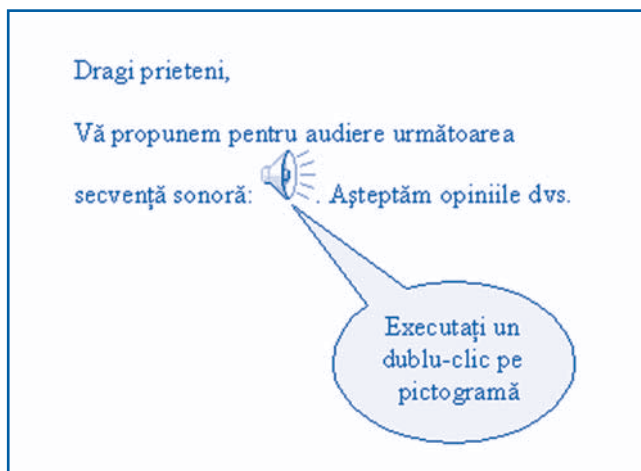 Dragi prieteni,
Vă propunem pentru audiere următoarea
secvență sonoră: . Așteptăm opiniile dvs.
Executați un
dublu-clic pe
pictogramă